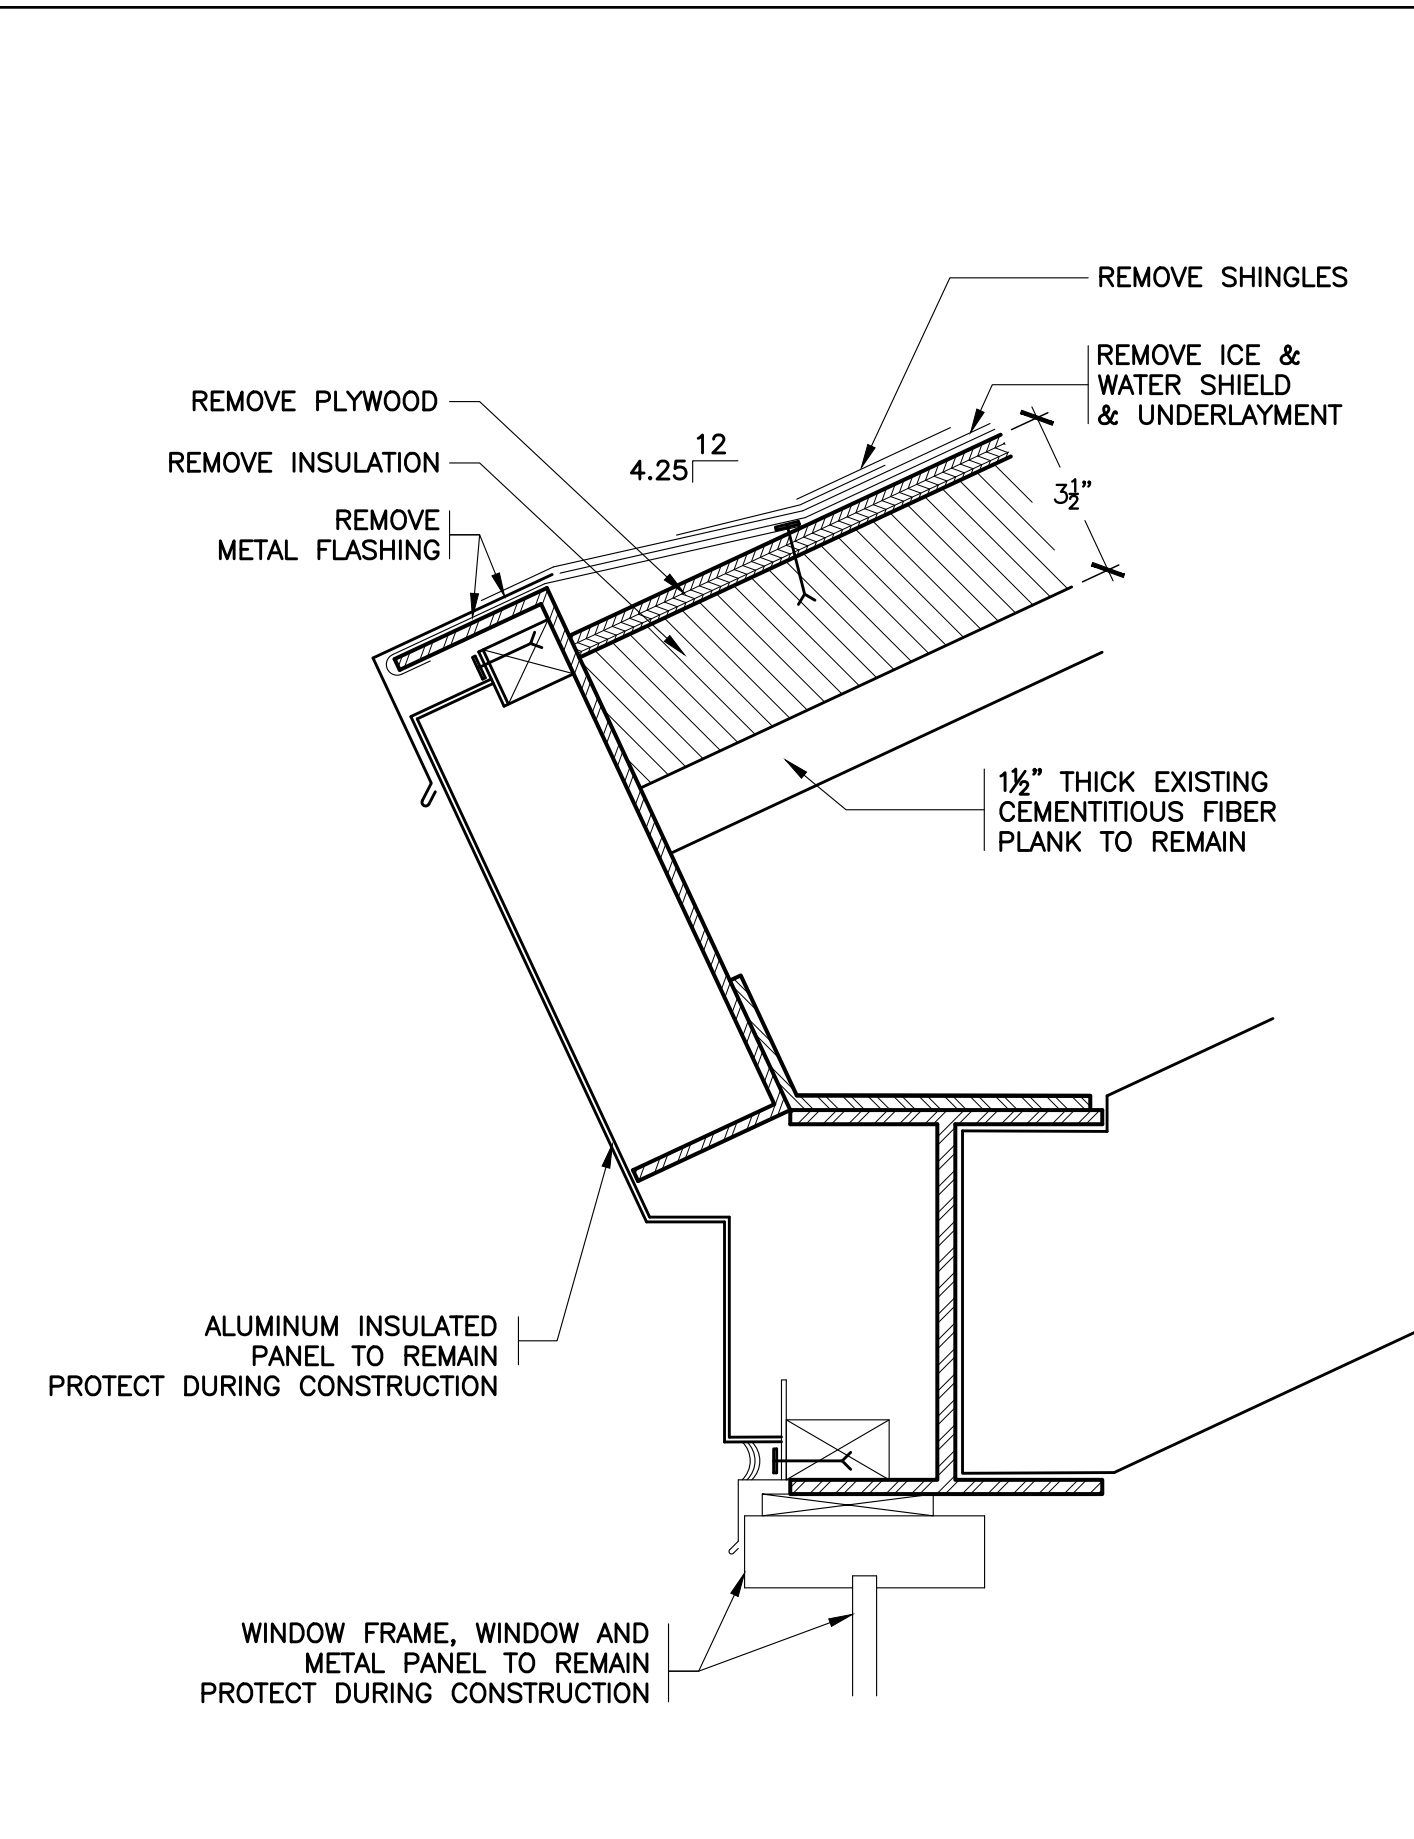 REMOVE SHINGLES
REMOVE ICE &
WATER SHIELD
& UNDERLAYMENT
REMOVE PLYWOOD
12
4.25
REMOVE INSULATION
3½"
REMOVE
METAL FLASHING
1½" THICK EXISTING
CEMENTITIOUS FIBER
PLANK TO REMAIN
ALUMINUM INSULATED
PANEL TO REMAIN
PROTECT DURING CONSTRUCTION
WINDOW FRAME, WINDOW AND
METAL PANEL TO REMAIN
PROTECT DURING CONSTRUCTION